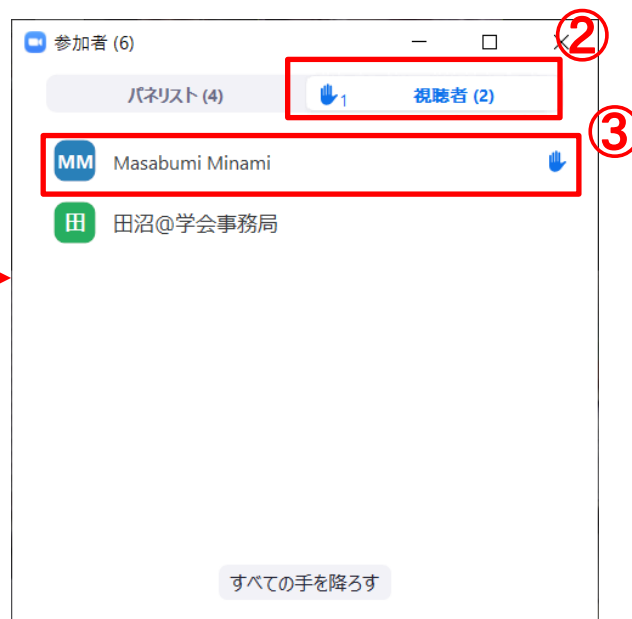 参加者 (6)
②
パネリスト (4)
1
視聴者 (2)
③
MM
Masabumi Minami
田
田沼@学会事務局
すべての手を降ろす